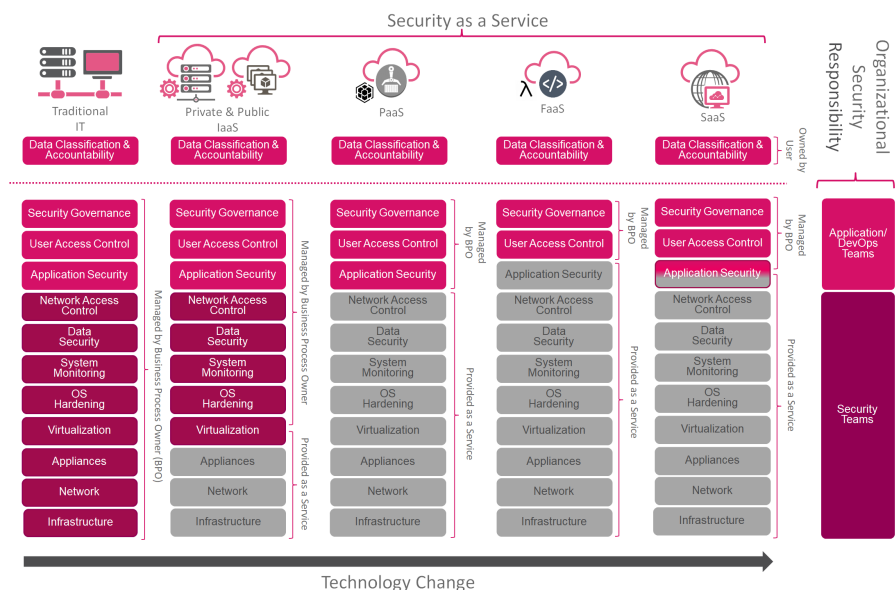 Security as a Service
Traditional
IT
Private & Public
IaaS
PaaS
λ
</>
FaaS
SaaS
Organizational
Security
Responsibility
Data Classification &
Accountability
Data Classification &
Accountability
Data Classification &
Accountability
Data Classification &
Accountability
Data Classification &
Accountability
Owned by
User
Security Governance
User Access Control
Application Security
Network Access
Control
Data
Security
System
Monitoring
OS
Hardening
Virtualization
Appliances
Network
Infrastructure
Managed by Business Process Owner (BPO)
Security Governance
User Access Control
Application Security
Network Access
Control
Data
Security
System
Monitoring
OS
Hardening
Virtualization
Appliances
Network
Infrastructure
Managed by Business Process Owner
Provided as a Service
Security Governance
User Access Control
Application Security
Network Access
Control
Data
Security
System
Monitoring
OS
Hardening
Virtualization
Appliances
Network
Infrastructure
Managed
by BPO
Provided as a Service
Security Governance
User Access Control
Application Security
Network Access
Control
Data
Security
System
Monitoring
OS
Hardening
Virtualization
Appliances
Network
Infrastructure
Managed
by BPO
Provided as a Service
Security Governance
User Access Control
Application Security
Network Access
Control
Data
Security
System
Monitoring
OS
Hardening
Virtualization
Appliances
Network
Infrastructure
Managed
by BPO
Provided as a Service
Application/
DevOps
Teams
Security
Teams
Technology Change